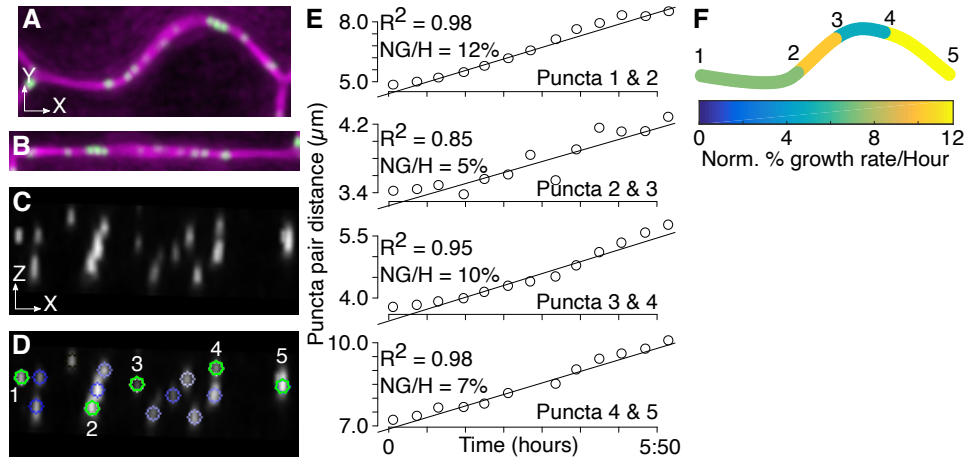 A
Y
X
B
C
Z
X
D
1
2
3
4
5
E
Puncta pair distance (µm)
8.0
5.0
R² = 0.98
NG/H = 12%
Puncta 1 & 2
4.2
3.4
R² = 0.85
NG/H = 5%
Puncta 2 & 3
5.5
4.0
R² = 0.95
NG/H = 10%
Puncta 3 & 4
10.0
7.0
R² = 0.98
NG/H = 7%
Puncta 4 & 5
0
Time (hours)
5:50
F
1
2
3
4
5
0
4
8
12
Norm. % growth rate/Hour